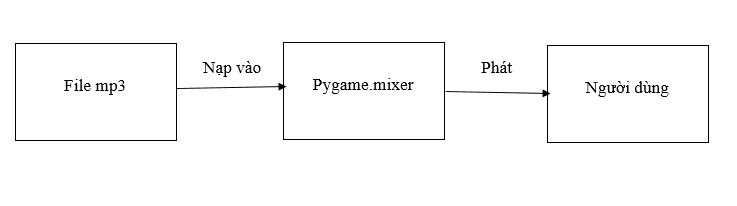 File mp3
Nạp vào
Pygame.mixer
Phát
Người dùng